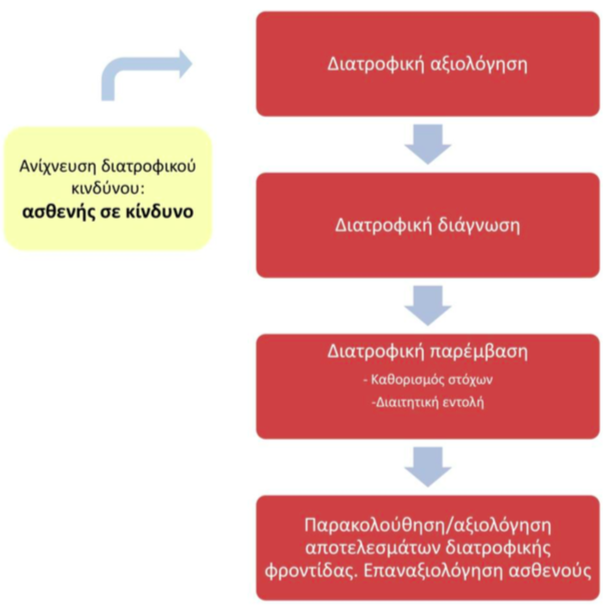 Διατροφική αξιολόγηση
Ανίχνευση διατροφικού
κινδύνου:
ασθενής σε κίνδυνο
Διατροφική διάγνωση
Διατροφική παρέμβαση
- Καθορισμός στόχων
-Διαιτητική εντολή
Παρακολούθηση/αξιολόγηση
αποτελεσμάτων διατροφικής
φροντίδας. Επαναξιολόγηση ασθενούς